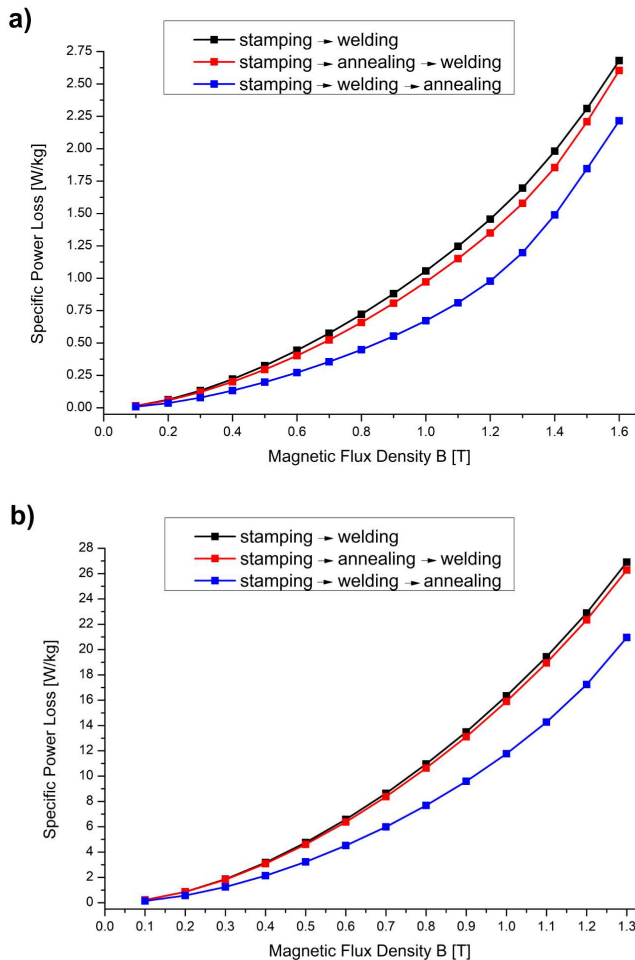 a)
stamping → welding
stamping → annealing → welding
stamping → welding → annealing
2.75
2.50
2.25
2.00
1.75
1.50
1.25
1.00
0.75
0.50
0.25
0.00
Specific Power Loss [W/kg]
0.0 0.2 0.4 0.6 0.8 1.0 1.2 1.4 1.6
Magnetic Flux Density B [T]
b)
stamping → welding
stamping → annealing → welding
stamping → welding → annealing
28
26
24
22
20
18
16
14
12
10
8
6
4
2
0
Specific Power Loss [W/kg]
0.0 0.1 0.2 0.3 0.4 0.5 0.6 0.7 0.8 0.9 1.0 1.1 1.2 1.3
Magnetic Flux Density B [T]